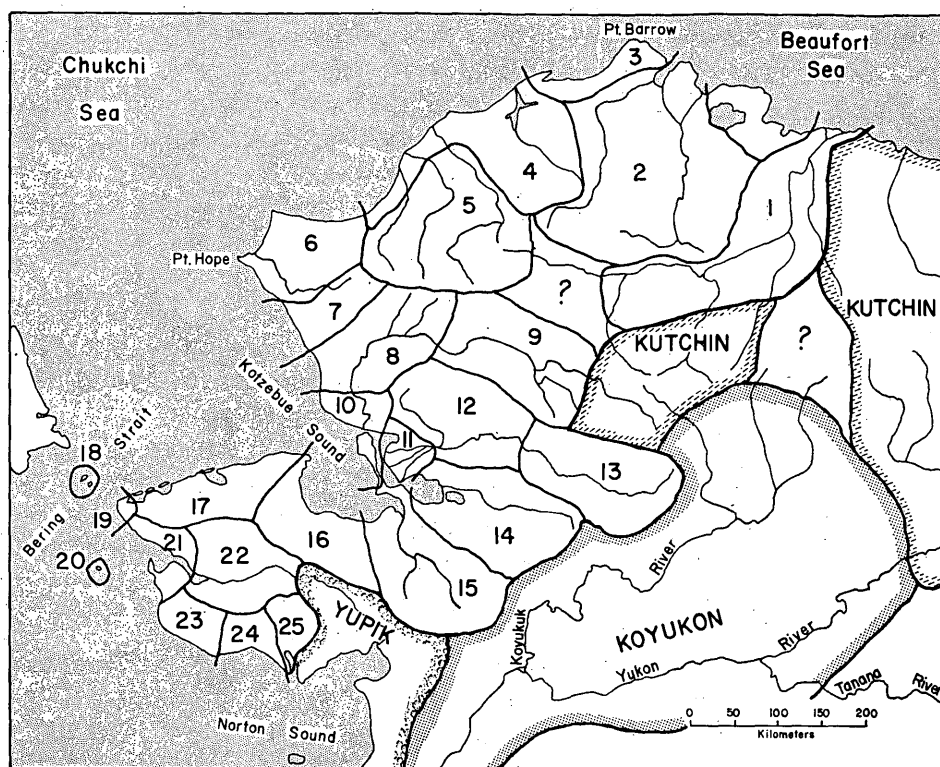 Pt. Barrow
Beaufort
Sea
Chukchi
Sea
3
2
4
1
5
6
Pt. Hope
?
7
KUTCHIN
KUTCHIN
?
9
8
Kotzebue
Sound
10
12
11
13
18
Bering Strait
17
19
14
16
21
22
20
15
23
24
25
YUPIK
River
Koyukuk
KOYUKON
River
Yukon
Tanana
River
Norton Sound
0 50 100 150 200
Kilometers